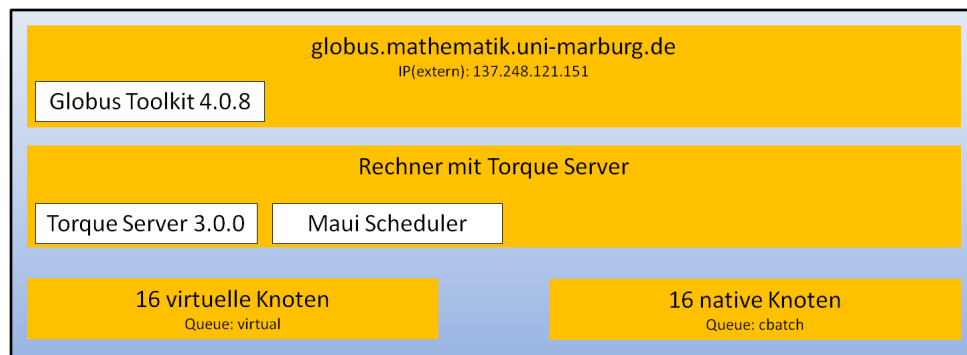 globus.mathematik.uni-marburg.de
IP(extern): 137.248.121.151
Globus Toolkit 4.0.8
Rechner mit Torque Server
Torque Server 3.0.0
Maui Scheduler
16 virtuelle Knoten
Queue: virtual
16 native Knoten
Queue: cbatch